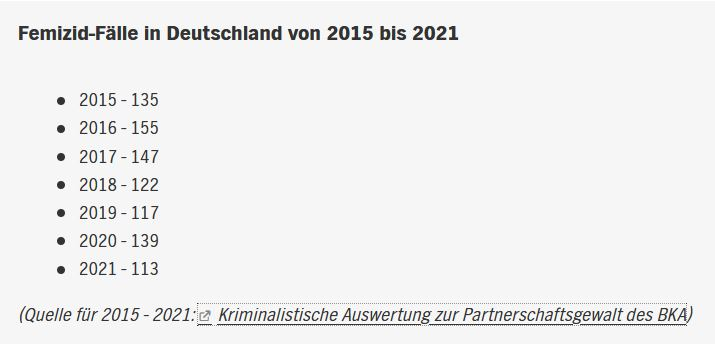 Femizid-Fälle in Deutschland von 2015 bis 2021
2015 - 135
2016 - 155
2017 - 147
2018 - 122
2019 - 117
2020 - 139
2021 - 113
(Quelle für 2015 - 2021: Kriminalistische Auswertung zur Partnerschaftsgewalt des BKA)